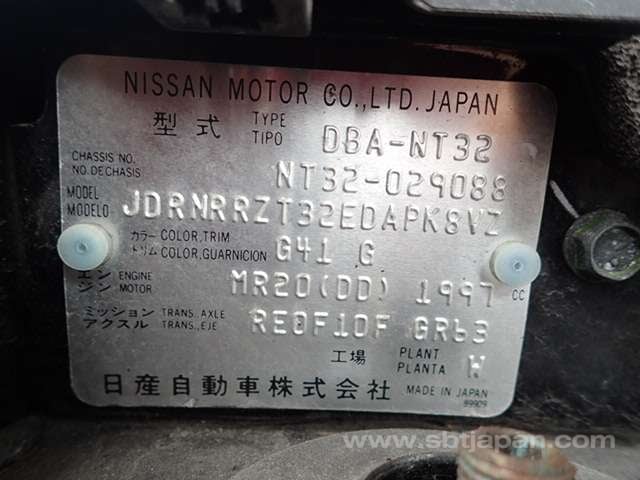 NISSAN MOTOR CO., LTD. JAPAN
型式 TYPE TIPO DBA-NT32
CHASSIS NO. NO. DECHASIS NT32-029088
MODEL MODELO JDRNRRZT32EDAPK8VZ
カラー トリム COLOR, TRIM COLOR, GUARNICION G41 G
エンジン ENGINE MOTOR MR20(DD) 1997 CC
ミッション アクスル TRANS. AXLE TRANS., EJE RE0F10F GR63
工場 PLANT PLANTA W
日産自動車株式会社 MADE IN JAPAN
99909
www.sbtjapan.com